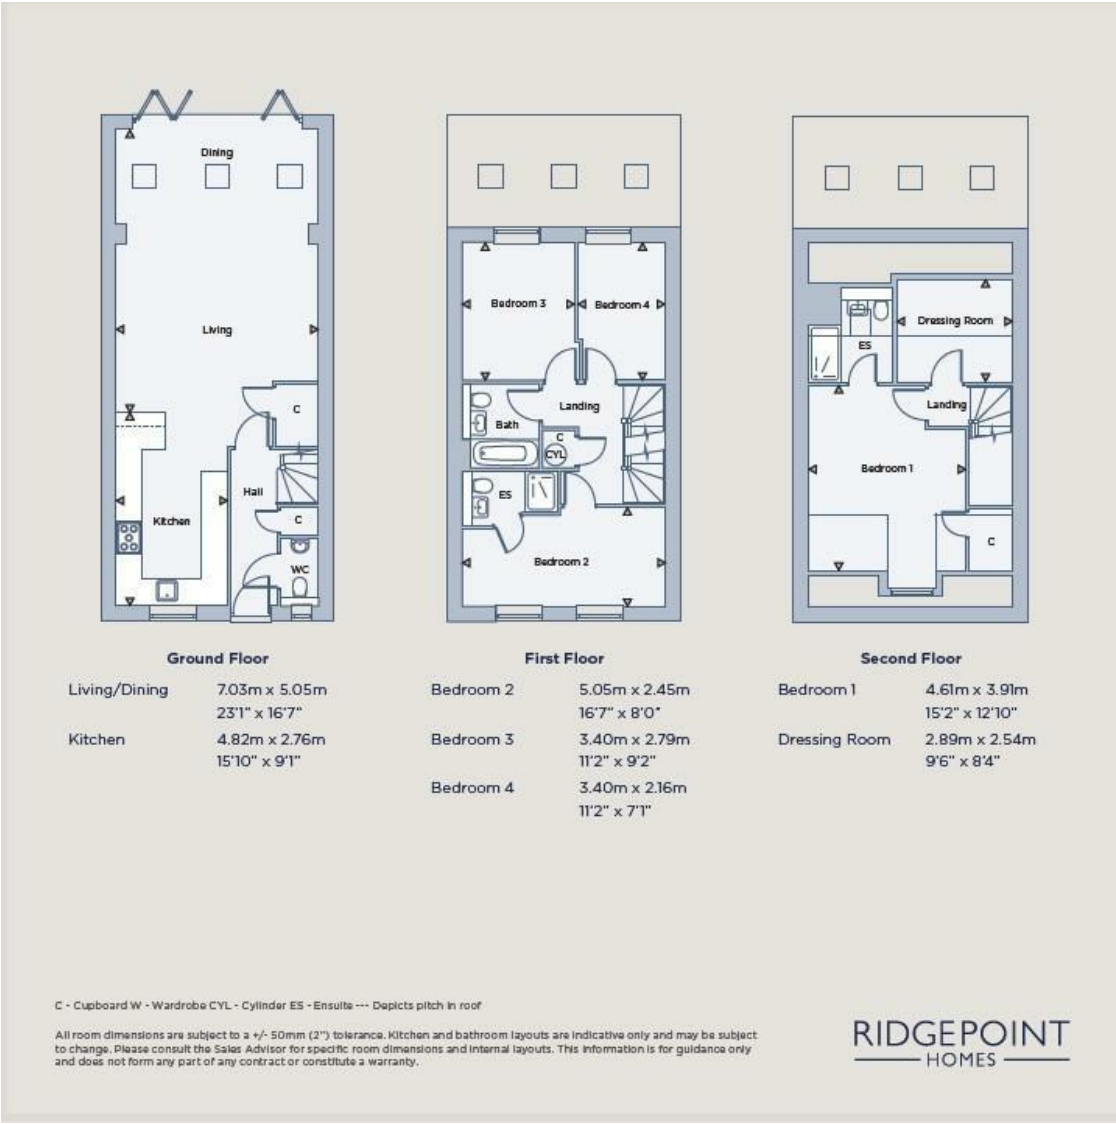 Dining
Living
C
Hall
C
Kitchen
WC
Bedroom 3
Bedroom 4
Landing
Bath
C
CYL
ES
Bedroom 2
Dressing Room
ES
Landing
Bedroom 1
C
Ground Floor
Living/Dining 7.03m x 5.05m
23'1" x 16'7"
Kitchen 4.82m x 2.76m
15'10" x 9'1"
First Floor
Bedroom 2 5.05m x 2.45m
16'7" x 8'0"
Bedroom 3 3.40m x 2.79m
11'2" x 9'2"
Bedroom 4 3.40m x 2.16m
11'2" x 7'1"
Second Floor
Bedroom 1 4.61m x 3.91m
15'2" x 12'10"
Dressing Room 2.89m x 2.54m
9'6" x 8'4"
C - Cupboard W - Wardrobe CYL - Cylinder ES - Ensuite --- Depicts pitch in roof
All room dimensions are subject to a +/- 50mm (2") tolerance. Kitchen and bathroom layouts are indicative only and may be subject
to change. Please consult the Sales Advisor for specific room dimensions and internal layouts. This information is for guidance only
and does not form any part of any contract or constitute a warranty.
RIDGEPOINT
HOMES